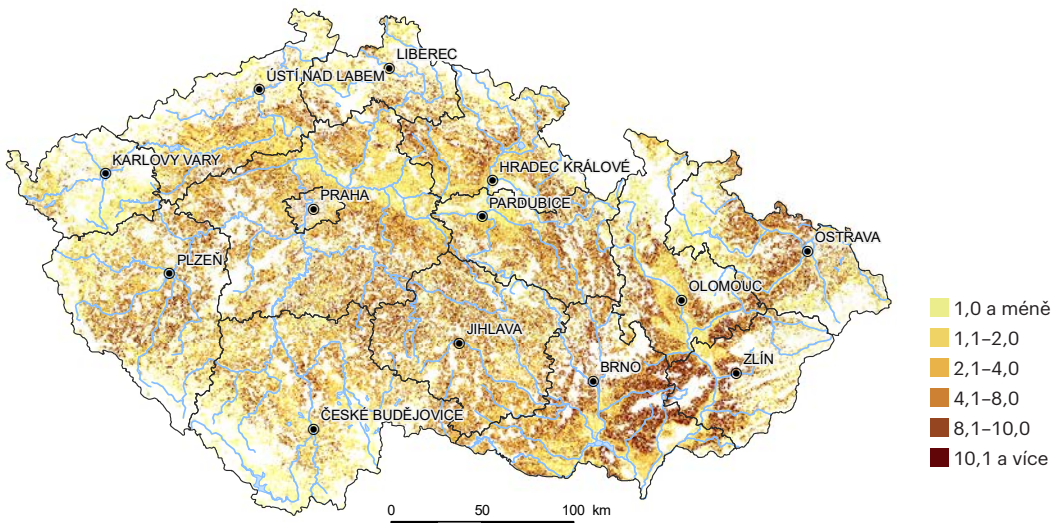 LIBEREC
ÚSTÍ NAD LABEM
KARLOVY VARY
HRADEC KRÁLOVÉ
PRAHA
PARDUBICE
OSTRAVA
PLZEŇ
OLOMOUC
JIHLAVA
BRNO
ZLÍN
ČESKÉ BUDĚJOVICE
0 50 100 km
1,0 a méně
1,1–2,0
2,1–4,0
4,1–8,0
8,1–10,0
10,1 a více